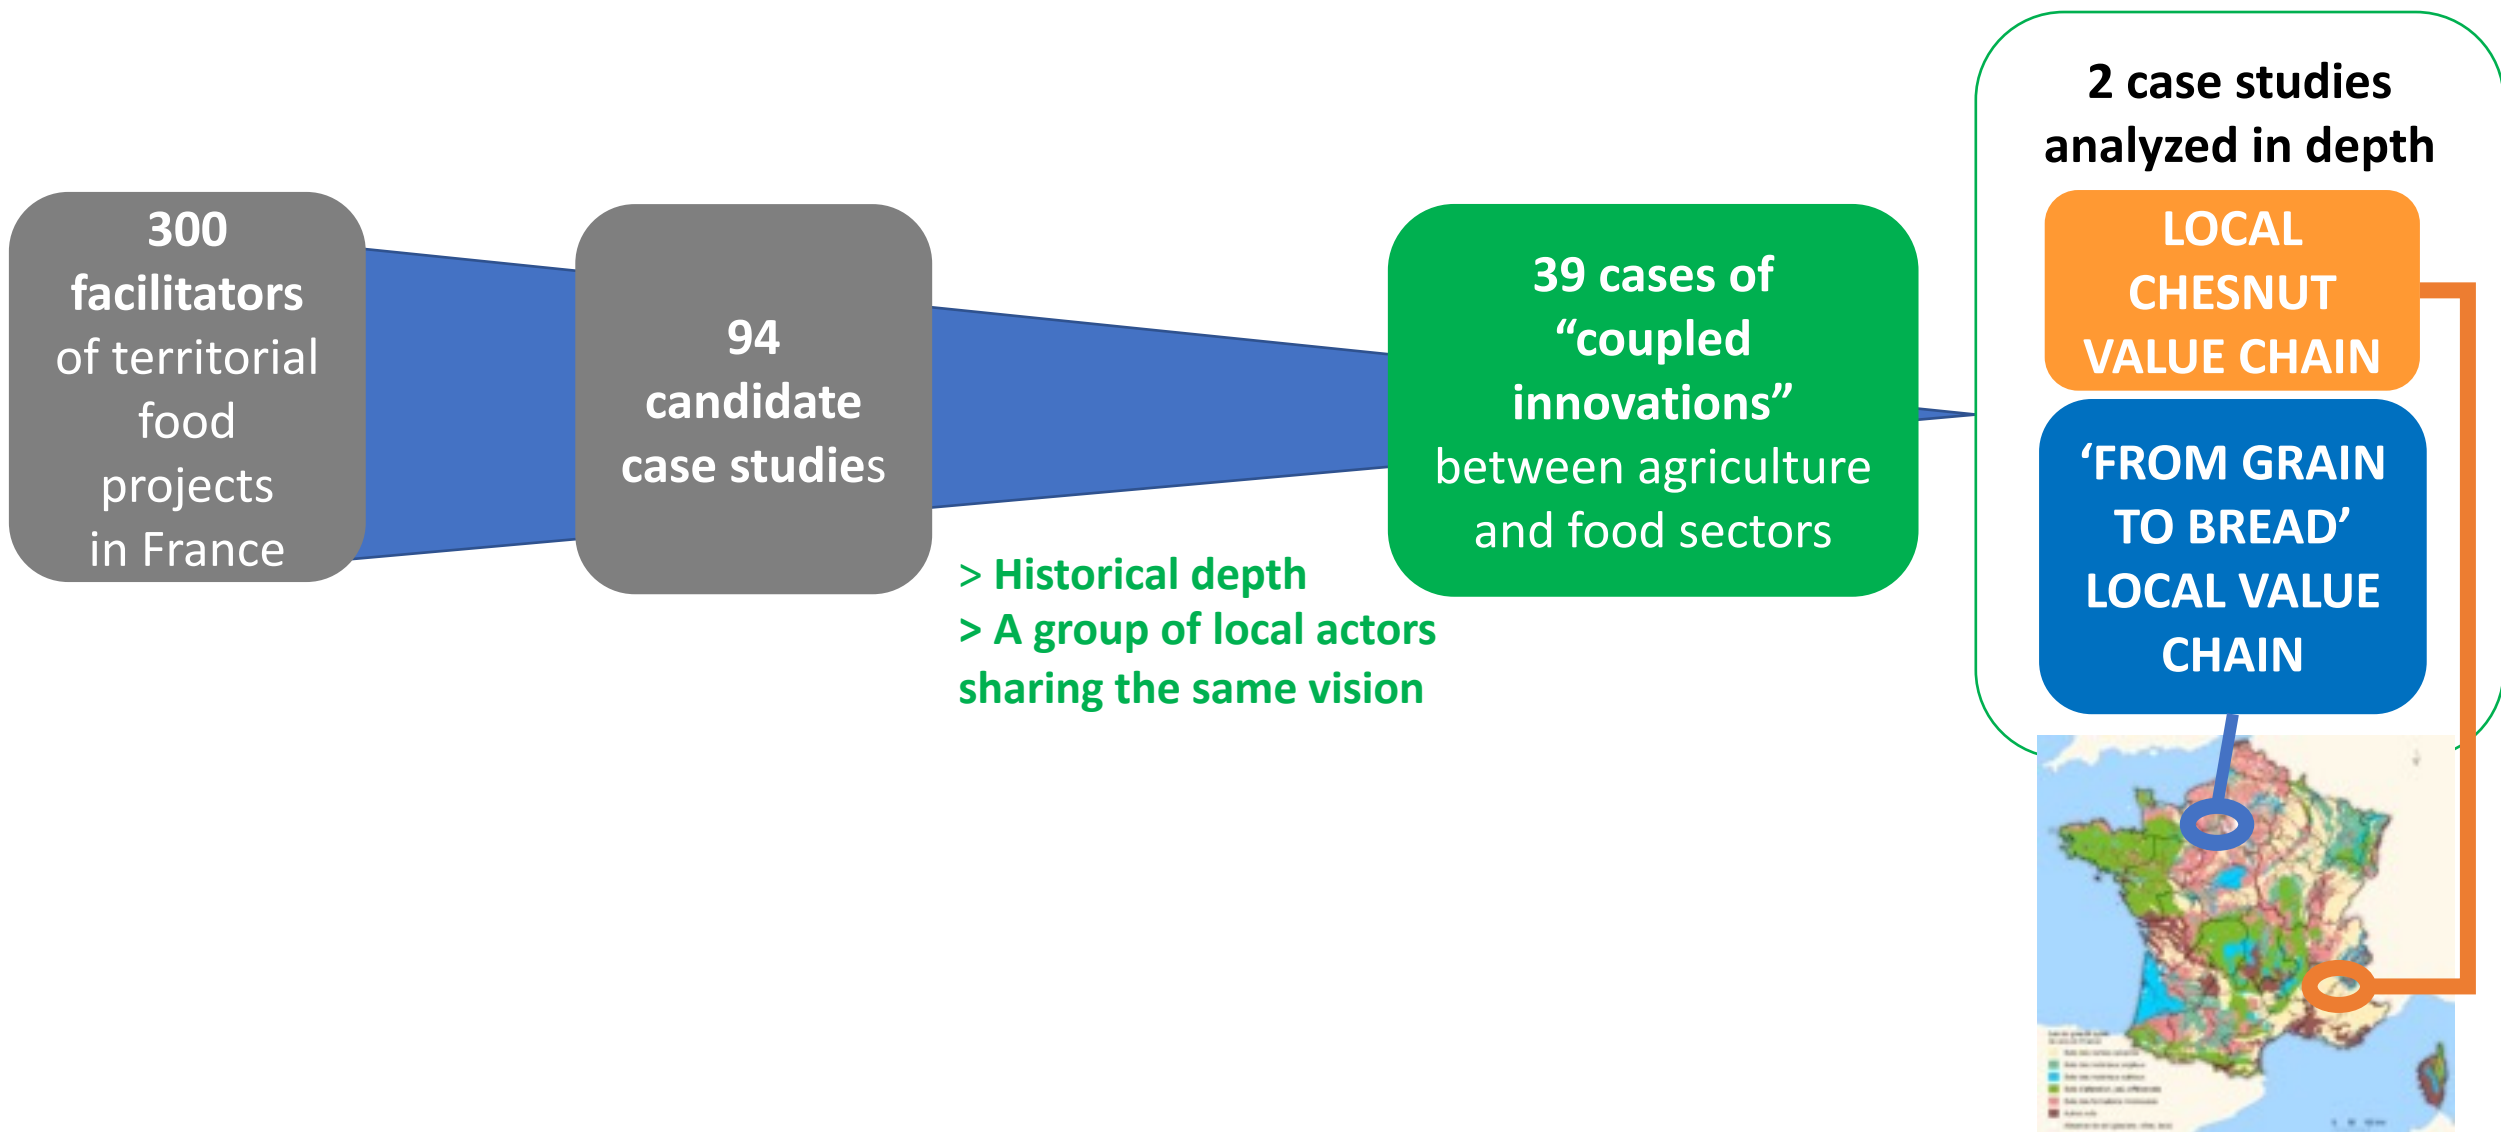 300
facilitators
of territorial
food
projects
in France
94
candidate
case studies
> Historical depth
> A group of local actors
sharing the same vision
39 cases of
“coupled
innovations”
between agriculture
and food sectors
2 case studies
analyzed in depth
LOCAL
CHESNUT
VALUE CHAIN
‘FROM GRAIN
TO BREAD’
LOCAL VALUE
CHAIN